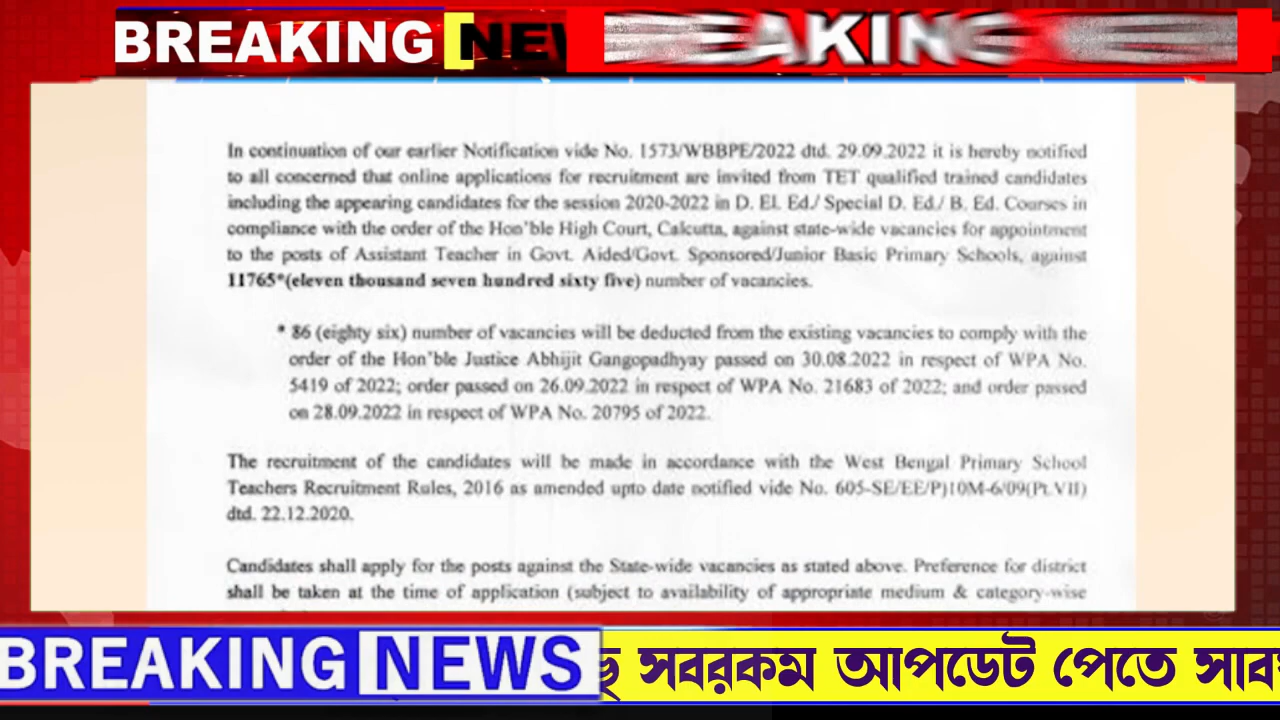 BREAKING NEW
EAKING
In continuation of our earlier Notification vide No. 1573/WBBPE/2022 dtd. 29.09.2022 it is hereby notified
to all concerned that online applications for recruitment are invited from TET qualified trained candidates
including the appearing candidates for the session 2020-2022 in D. El. Ed./ Special D. Ed./ B. Ed. Courses in
compliance with the order of the Hon'ble High Court, Calcutta, against state-wide vacancies for appointment
to the posts of Assistant Teacher in Govt. Aided/Govt. Sponsored/Junior Basic Primary Schools, against
11765*(eleven thousand seven hundred sixty five) number of vacancies.
* 86 (eighty six) number of vacancies will be deducted from the existing vacancies to comply with the
order of the Hon'ble Justice Abhijit Gangopadhyay passed on 30.08.2022 in respect of WPA No.
5419 of 2022; order passed on 26.09.2022 in respect of WPA No. 21683 of 2022; and order passed
on 28.09.2022 in respect of WPA No. 20795 of 2022.
The recruitment of the candidates will be made in accordance with the West Bengal Primary School
Teachers Recruitment Rules, 2016 as amended upto date notified vide No. 605-SE/EE/P)10M-6/09(Pt.VII)
dtd. 22.12.2020.
Candidates shall apply for the posts against the State-wide vacancies as stated above. Preference for district
shall be taken at the time of application (subject to availability of appropriate medium & category-wise
BREAKING NEWS
সবরকম আপডেট পেতে